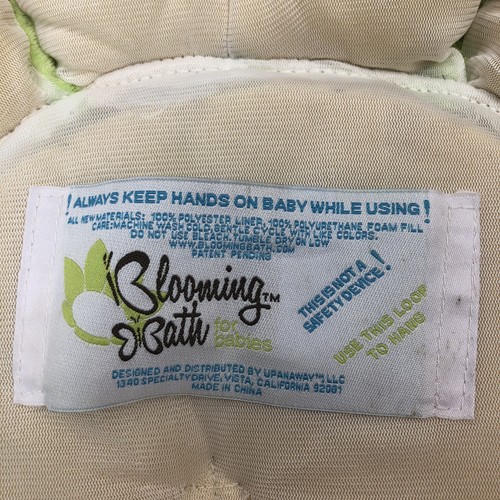 ! ALWAYS KEEP HANDS ON BABY WHILE USING !
ALL NEW MATERIALS: 100% POLYESTER LINER, 100% POLYURETHANE FOAM FILL
CARE: MACHINE WASH COLD, GENTLE CYCLE WITH LIKE COLORS.
DO NOT USE BLEACH, TUMBLE DRY ON LOW
WWW.BLOOMINGBATH.COM
PATENT PENDING
Blooming™
Bath for babies
THIS IS NOT A
SAFETY DEVICE!
USE THIS LOOP
TO HANG
DESIGNED AND DISTRIBUTED BY UPANAWAY™ LLC
1340 SPECIALTY DRIVE, VISTA, CALIFORNIA 92081
MADE IN CHINA